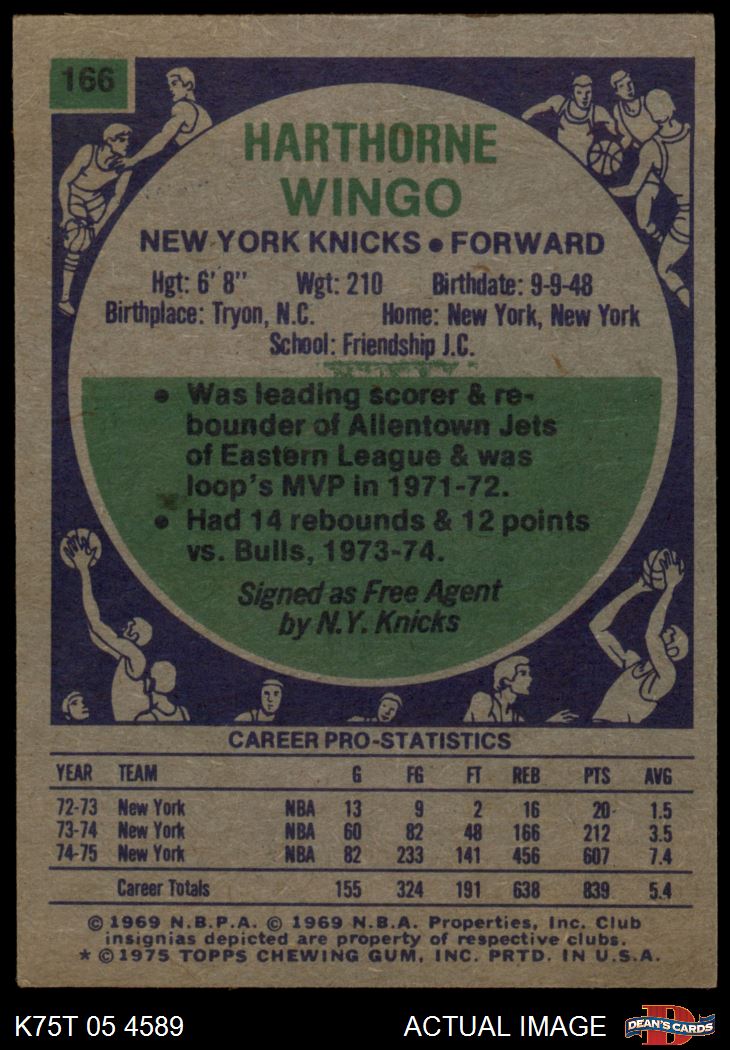 166
HARTHORNE
WINGO
NEW YORK KNICKS • FORWARD
Hgt: 6' 8" Wgt: 210 Birthdate: 9-9-48
Birthplace: Tryon, N.C. Home: New York, New York
School: Friendship J.C.
• Was leading scorer & re-
bounder of Allentown Jets
of Eastern League & was
loop's MVP in 1971-72.
• Had 14 rebounds & 12 points
vs. Bulls, 1973-74.
Signed as Free Agent
by N.Y. Knicks
CAREER PRO-STATISTICS
YEAR TEAM G FG FT REB PTS AVG
72-73 New York NBA 13 9 2 16 20 1.5
73-74 New York NBA 60 82 48 166 212 3.5
74-75 New York NBA 82 233 141 456 607 7.4
Career Totals 155 324 191 638 839 5.4
© 1969 N.B.P.A. © 1969 N.B.A. Properties, Inc. Club
insignias depicted are property of respective clubs.
* © 1975 TOPPS CHEWING GUM, INC. PRTD. IN U.S.A.
K75T 05 4589 ACTUAL IMAGE D DEAN'S CARDS